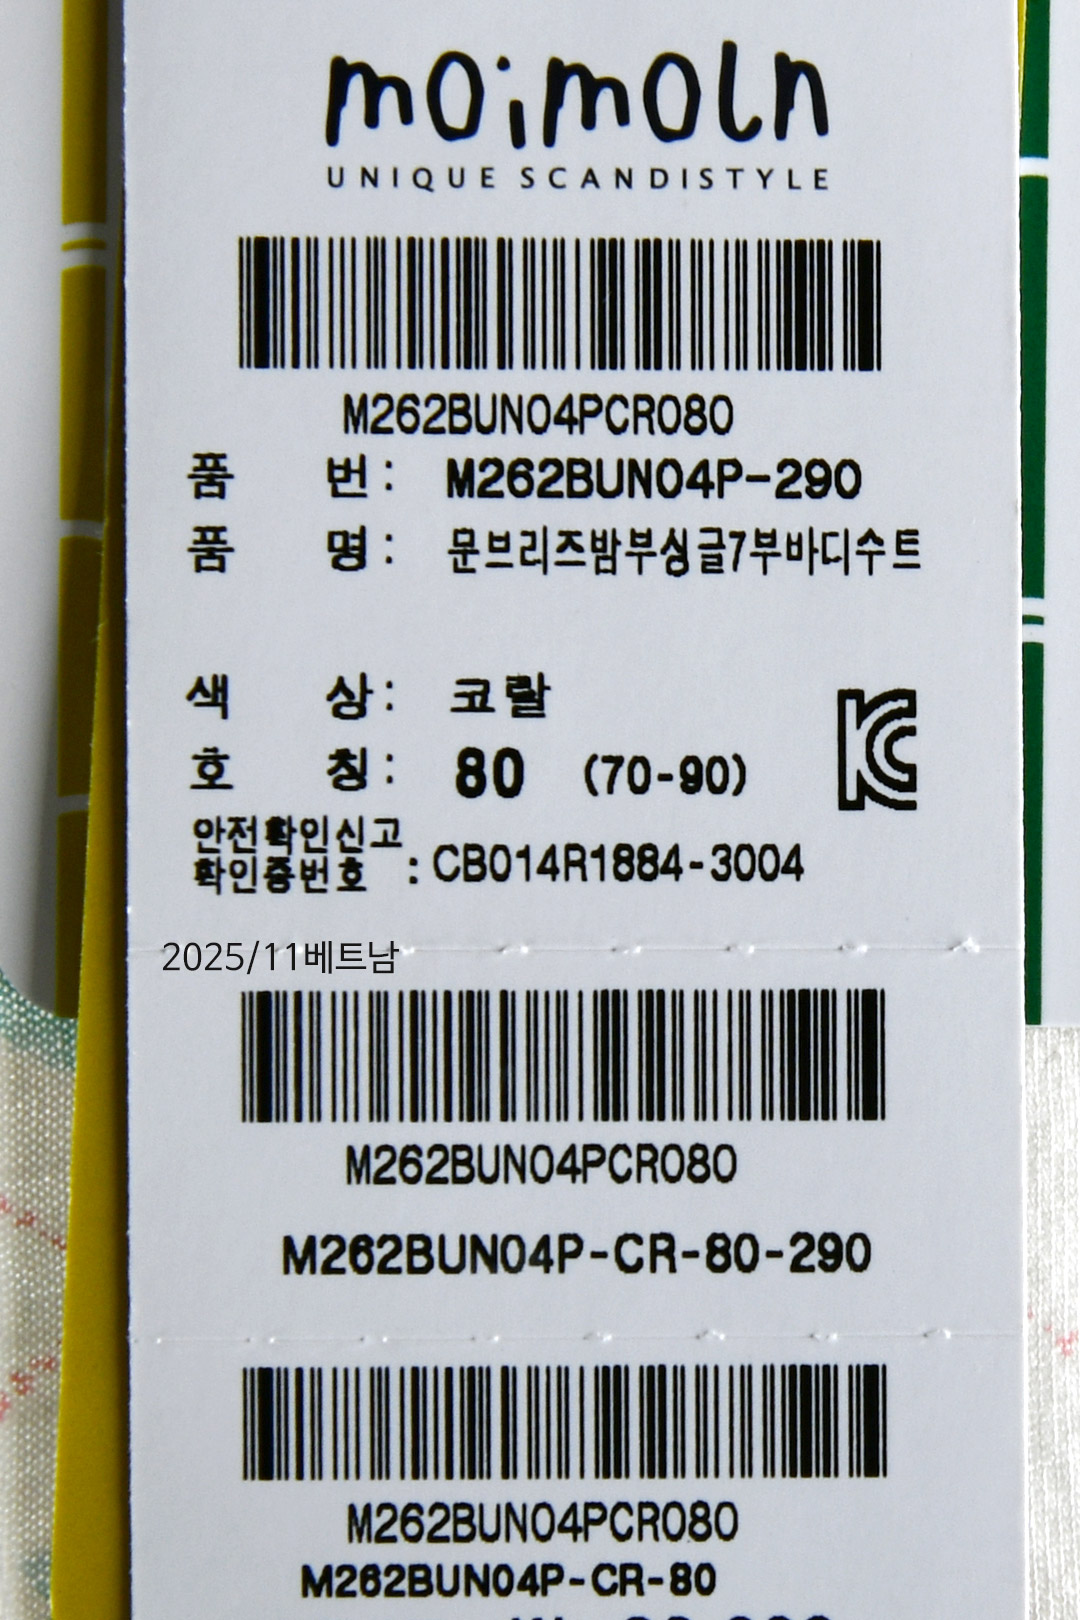 moimoln
UNIQUE SCANDISTYLE
M262BUN04PCR080
품 번 : M262BUN04P-290
품 명 : 문브리즈밤부싱글7부바디수트
색 상 : 코랄
호 칭 : 80 (70-90)
안전확인신고
확인증번호 : CB014R1884-3004
2025/11베트남
M262BUN04PCR080
M262BUN04P-CR-80-290
M262BUN04PCR080
M262BUN04P-CR-80